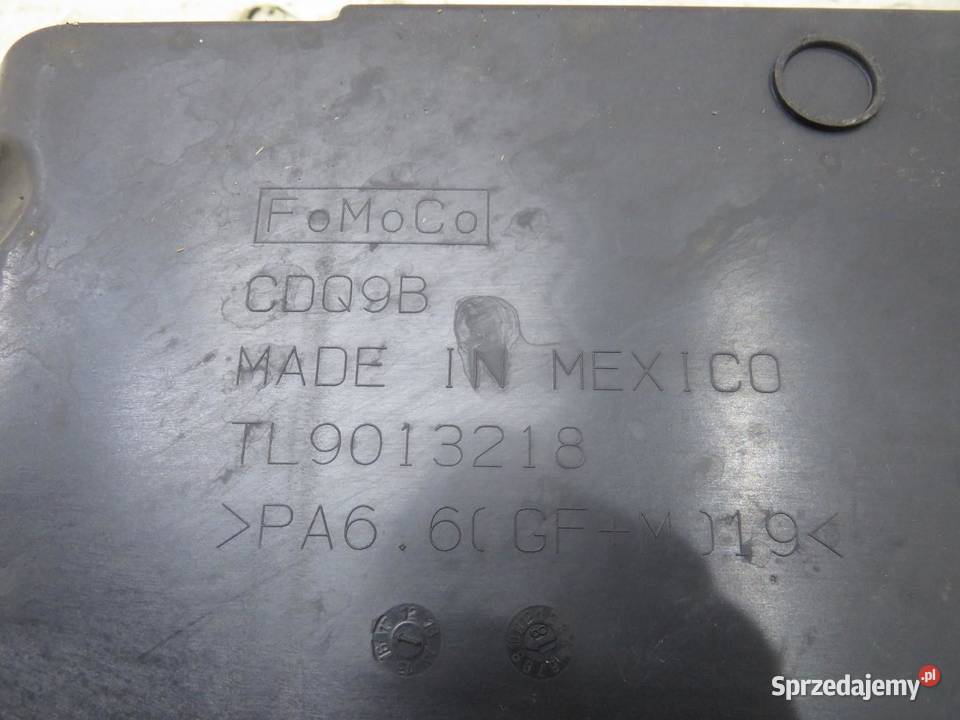 FoMoCo
CDQ9B
MADE IN MEXICO
TL9013218
>PA6.6(GF+M)19<
Sprzedajemy.pl